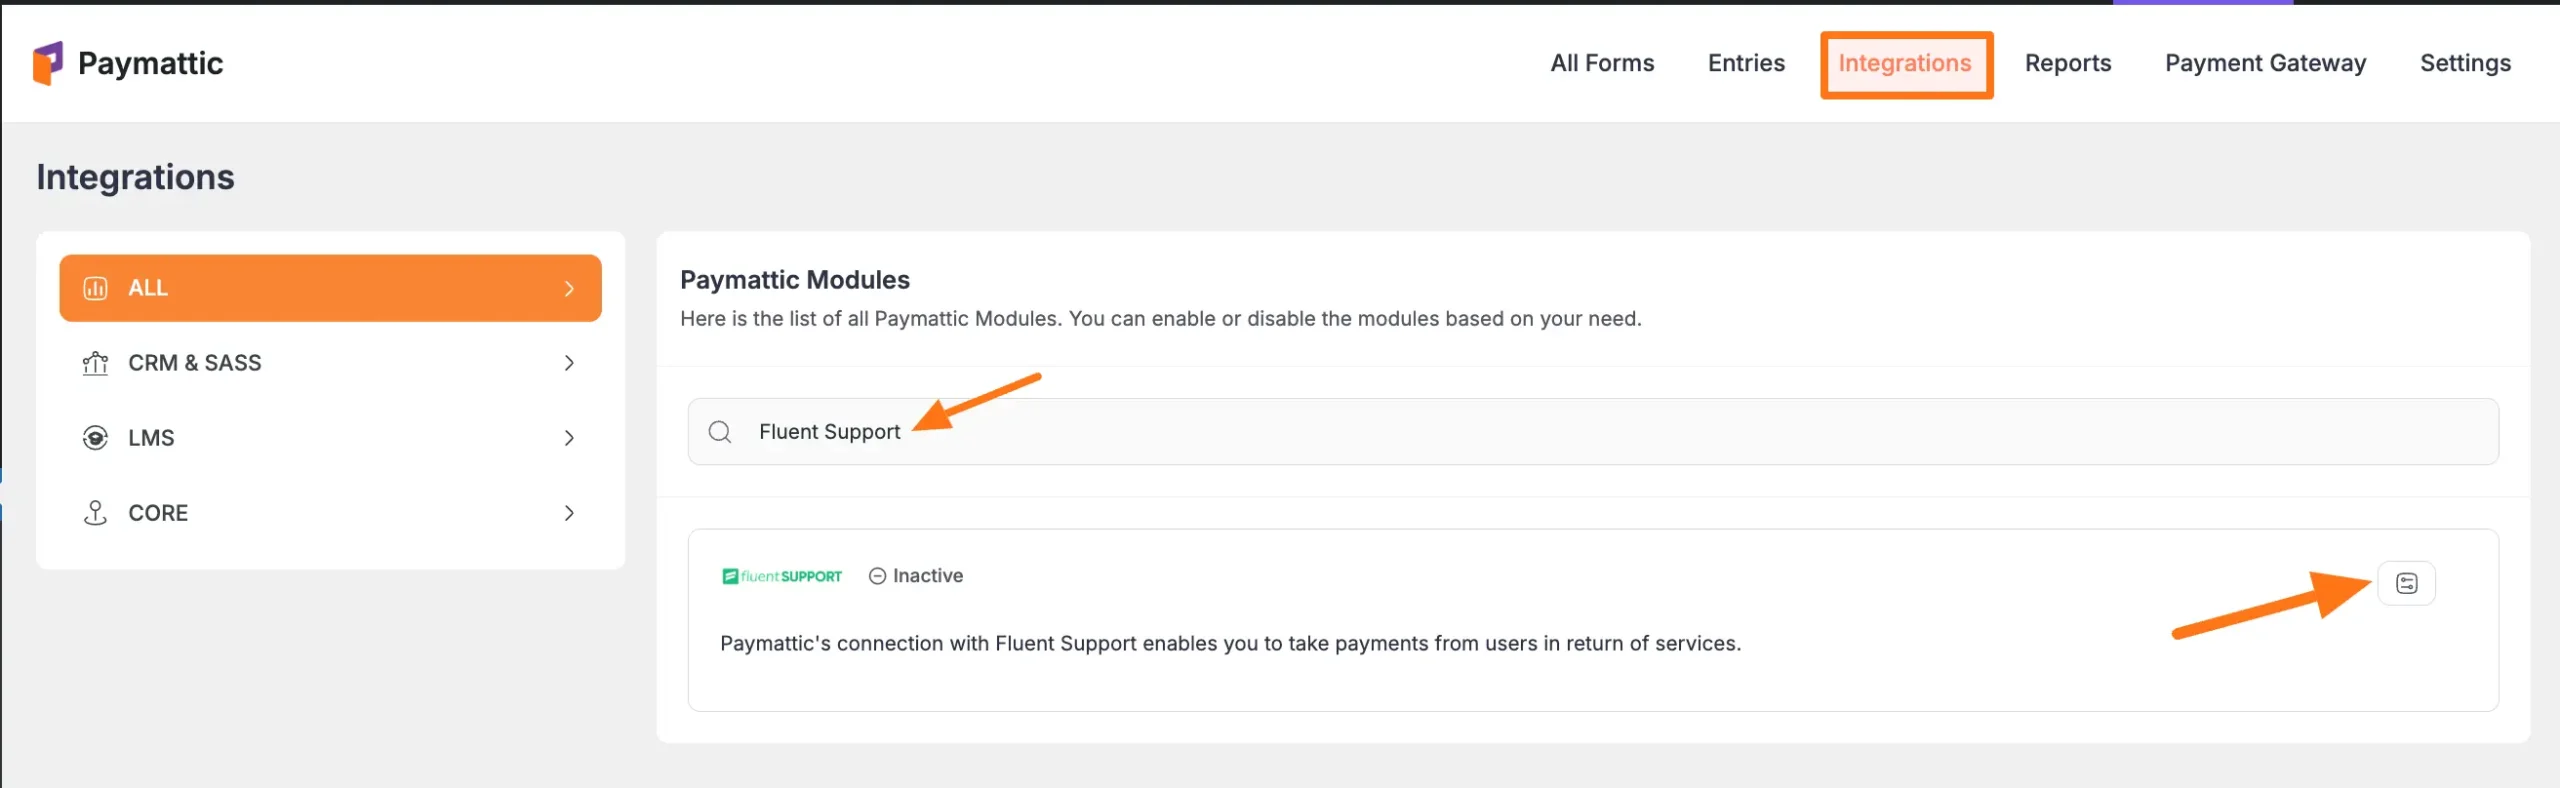 Paymattic
All Forms Entries Integrations Reports Payment Gateway Settings
Integrations
ALL
CRM & SASS
LMS
CORE
Paymattic Modules
Here is the list of all Paymattic Modules. You can enable or disable the modules based on your need.
Fluent Support
fluentSUPPORT Inactive
Paymattic's connection with Fluent Support enables you to take payments from users in return of services.